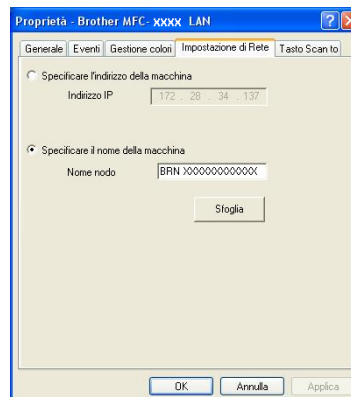 Proprietà - Brother MFC- XXXX LAN
Generale Eventi Gestione colori Impostazione di Rete Tasto Scan to
Specificare l'indirizzo della macchina
Indirizzo IP 172 . 28 . 34 . 137
Specificare il nome della macchina
Nome nodo BRN XXXXXXXXXXXX
Sfoglia
OK Annulla Applica